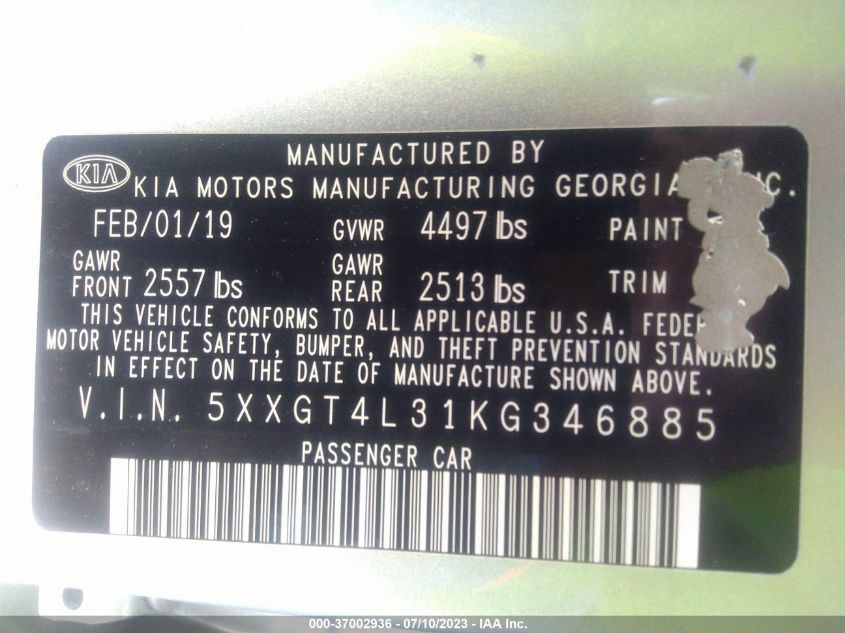 MANUFACTURED BY
KIA KIA MOTORS MANUFACTURING GEORGIA
FEB/01/19 GVWR 4497 lbs PAINT
GAWR FRONT 2557 lbs GAWR REAR 2513 lbs TRIM
THIS VEHICLE CONFORMS TO ALL APPLICABLE U.S.A.
MOTOR VEHICLE SAFETY, BUMPER, AND THEFT PREVENTION STANDARDS
IN EFFECT ON THE DATE OF MANUFACTURE SHOWN ABOVE.
V.I.N. 5XXGT4L31KG346885
PASSENGER CAR
000-37002936 - 07/10/2023 - IAA Inc.